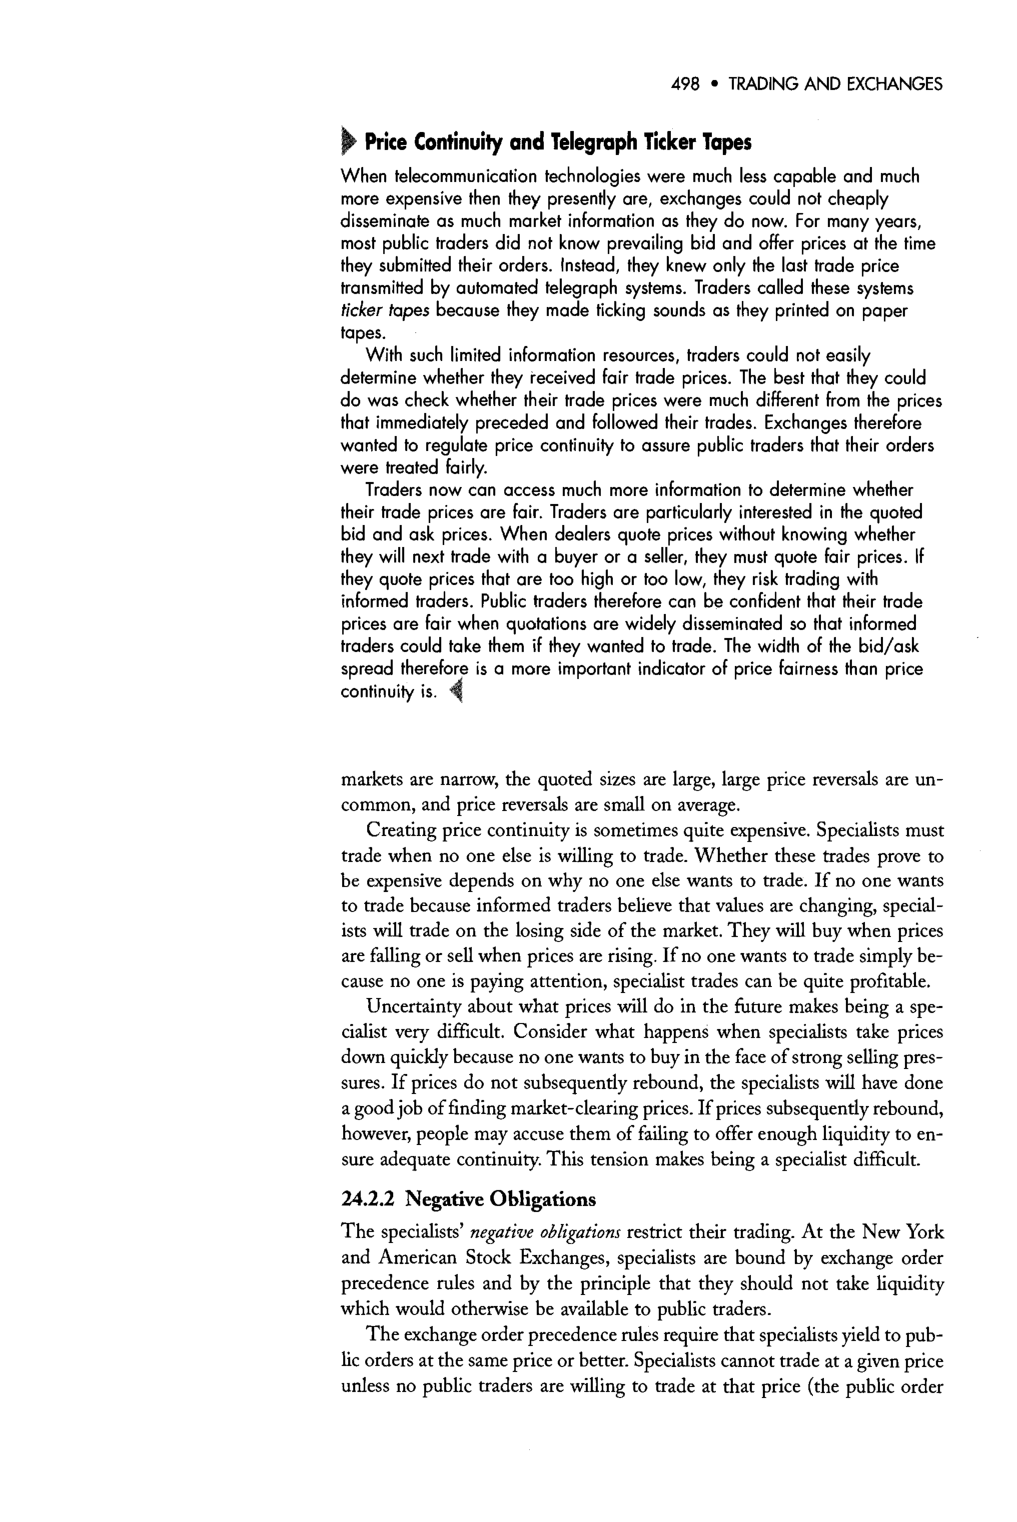 498 • TRADING AND EXCHANGES
Price Continuity and Telegraph Ticker Tapes
When telecommunication technologies were much less capable and much
more expensive then they presently are, exchanges could not cheaply
disseminate as much market information as they do now. For many years,
most public traders did not know prevailing bid and offer prices at the time
they submitted their orders. Instead, they knew only the last trade price
transmitted by automated telegraph systems. Traders called these systems
ticker tapes because they made ticking sounds as they printed on paper
tapes.
With such limited information resources, traders could not easily
determine whether they received fair trade prices. The best that they could
do was check whether their trade prices were much different from the prices
that immediately preceded and followed their trades. Exchanges therefore
wanted to regulate price continuity to assure public traders that their orders
were treated fairly.
Traders now can access much more information to determine whether
their trade prices are fair. Traders are particularly interested in the quoted
bid and ask prices. When dealers quote prices without knowing whether
they will next trade with a buyer or a seller, they must quote fair prices. If
they quote prices that are too high or too low, they risk trading with
informed traders. Public traders therefore can be confident that their trade
prices are fair when quotations are widely disseminated so that informed
traders could take them if they wanted to trade. The width of the bid/ask
spread therefore is a more important indicator of price fairness than price
continuity is.
markets are narrow, the quoted sizes are large, large price reversals are un-
common, and price reversals are small on average.
Creating price continuity is sometimes quite expensive. Specialists must
trade when no one else is willing to trade. Whether these trades prove to
be expensive depends on why no one else wants to trade. If no one wants
to trade because informed traders believe that values are changing, special-
ists will trade on the losing side of the market. They will buy when prices
are falling or sell when prices are rising. If no one wants to trade simply be-
cause no one is paying attention, specialist trades can be quite profitable.
Uncertainty about what prices will do in the future makes being a spe-
cialist very difficult. Consider what happens when specialists take prices
down quickly because no one wants to buy in the face of strong selling pres-
sures. If prices do not subsequently rebound, the specialists will have done
a good job of finding market-clearing prices. If prices subsequently rebound,
however, people may accuse them of failing to offer enough liquidity to en-
sure adequate continuity. This tension makes being a specialist difficult.
24.2.2 Negative Obligations
The specialists' negative obligations restrict their trading. At the New York
and American Stock Exchanges, specialists are bound by exchange order
precedence rules and by the principle that they should not take liquidity
which would otherwise be available to public traders.
The exchange order precedence rules require that specialists yield to pub-
lic orders at the same price or better. Specialists cannot trade at a given price
unless no public traders are willing to trade at that price (the public order